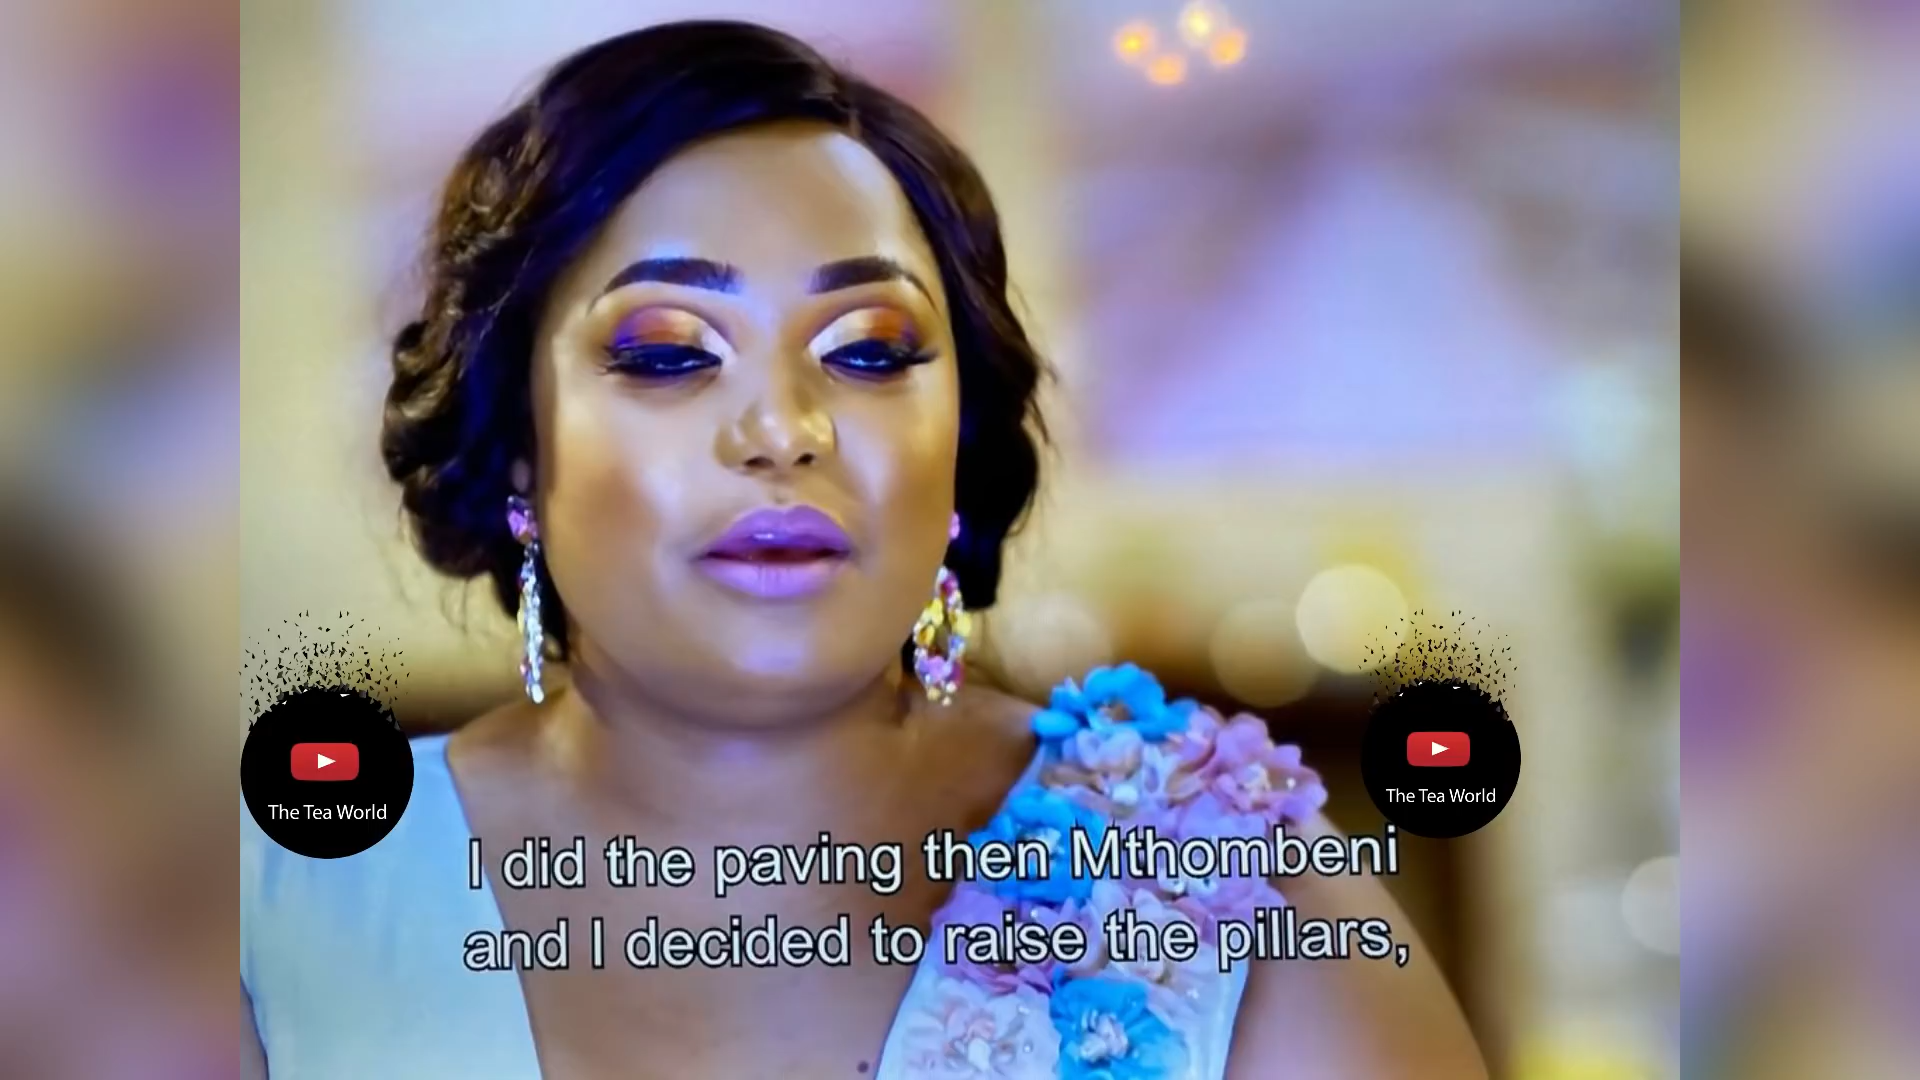 The Tea World
The Tea World
I did the paving then Mthombeni
and I decided to raise the pillars,